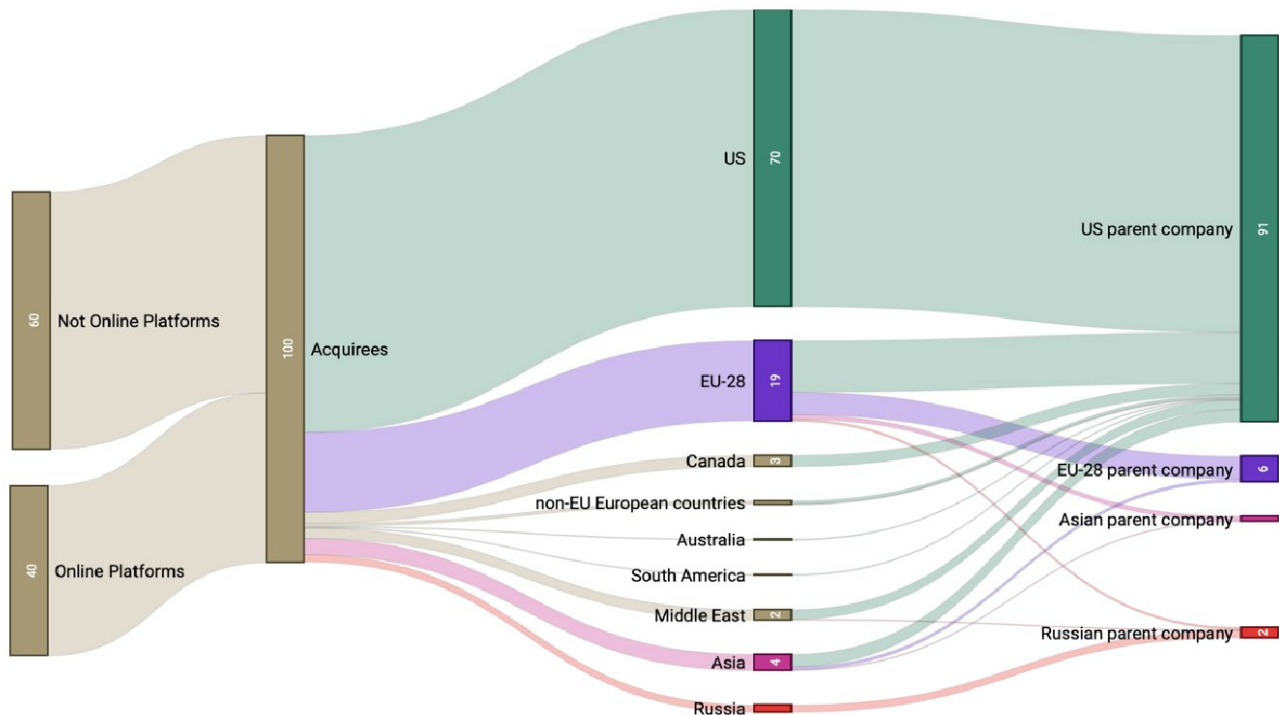 60
Not Online Platforms
40
Online Platforms
100
Acquirees
US
70
EU-28
19
Canada
3
non-EU European countries
Australia
South America
Middle East
2
Asia
4
Russia
US parent company
91
EU-28 parent company
6
Asian parent company
Russian parent company
2